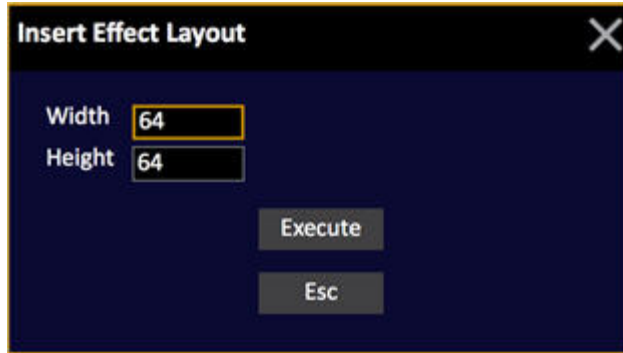 Insert Effect Layout
Width 64
Height 64
Execute
Esc